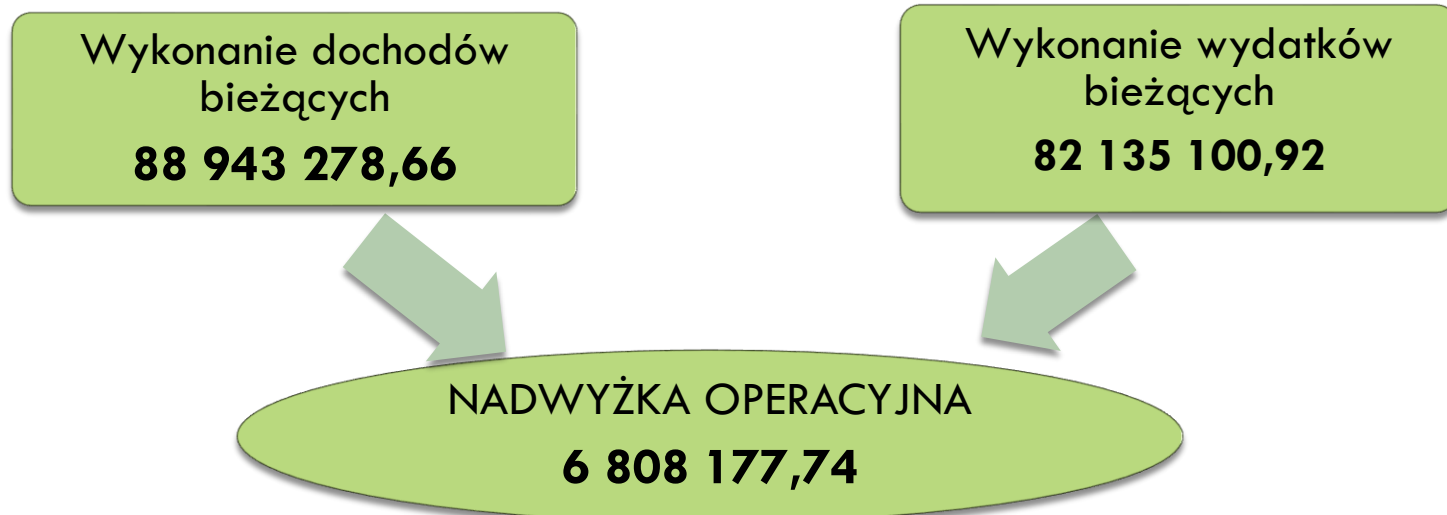 Wykonanie dochodów
bieżących
88 943 278,66
Wykonanie wydatków
bieżących
82 135 100,92
NADWYŻKA OPERACYJNA
6 808 177,74